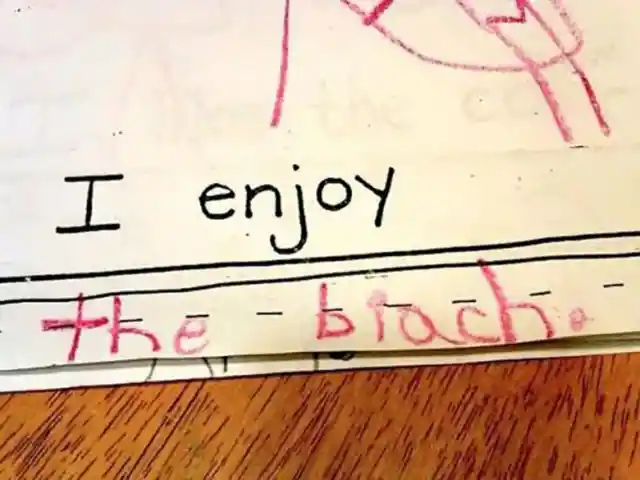 I enjoy
the biach.